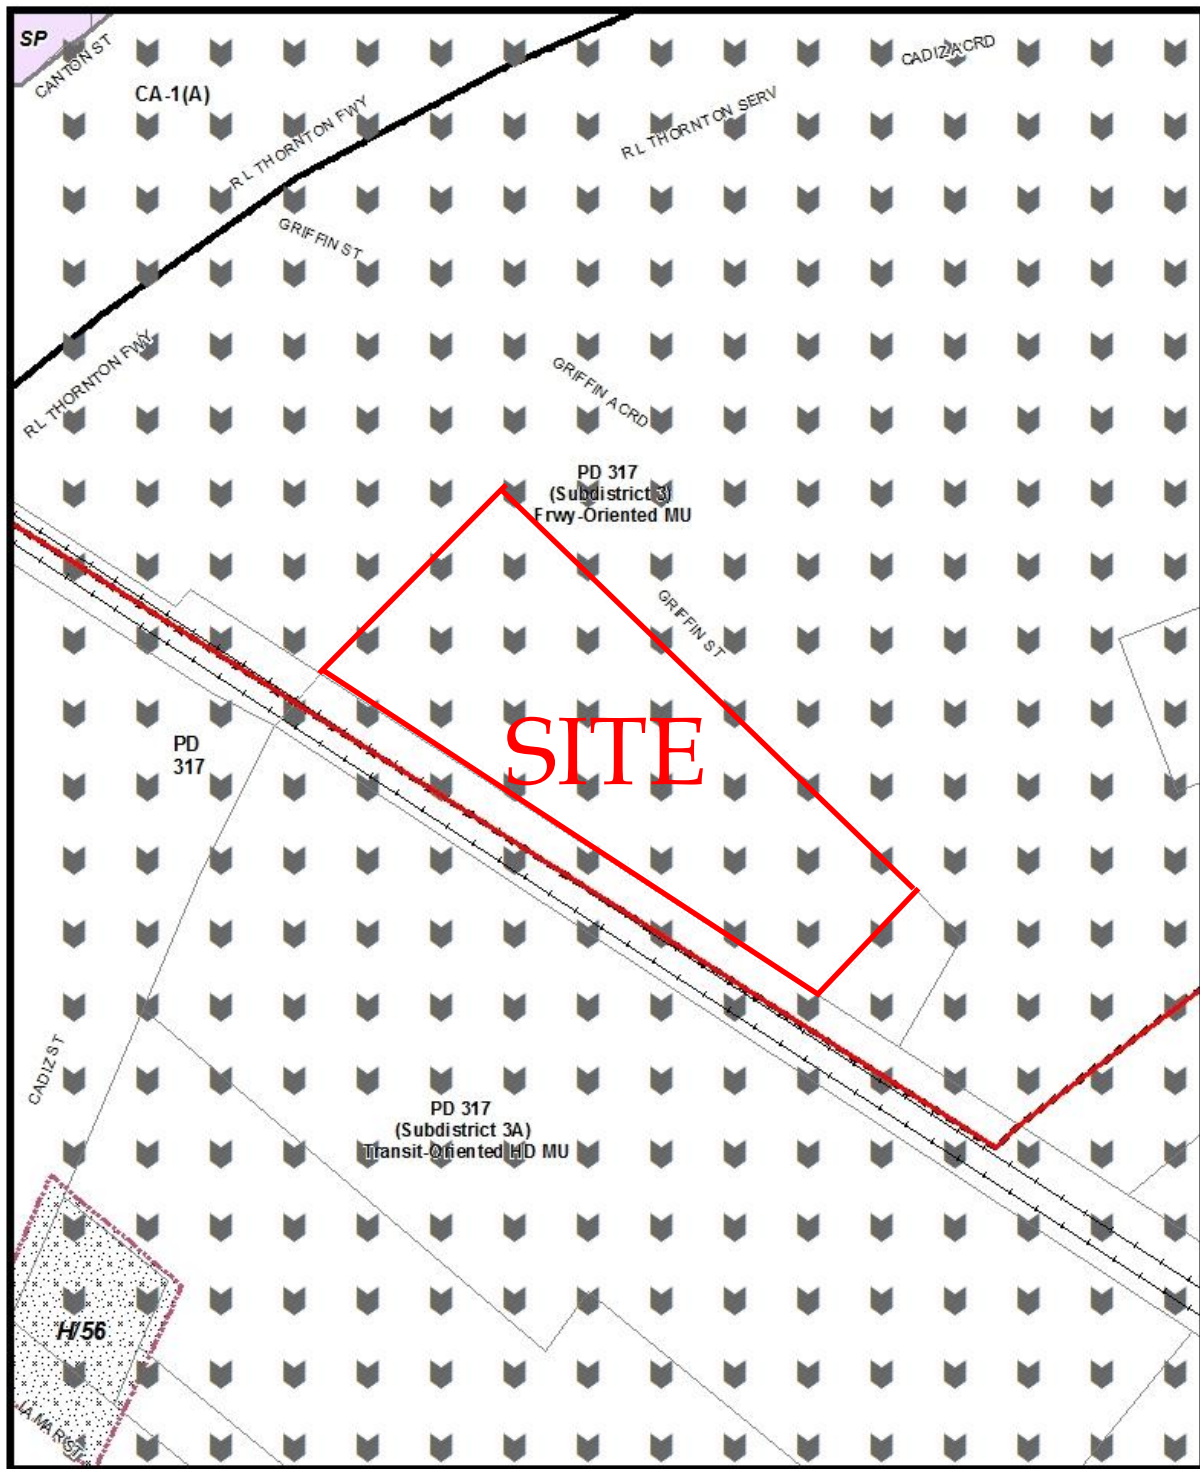 SP
CANTON ST
CA-1(A)
CADIZ ACRD
R L THORNTON FWY
R L THORNTON SERV
GRIFFIN ST
R L THORNTON FWY
GRIFFIN ACRD
PD 317
(Subdistrict 3)
Frwy-Oriented MU
GRIFFIN ST
SITE
PD
317
CADIZ ST
PD 317
(Subdistrict 3A)
Transit-Oriented HD MU
H/56
LAMAR ST